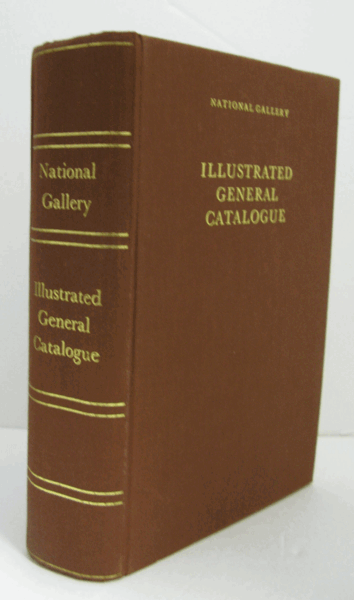 National
Gallery
Illustrated
General
Catalogue
NATIONAL GALLERY
ILLUSTRATED
GENERAL
CATALOGUE